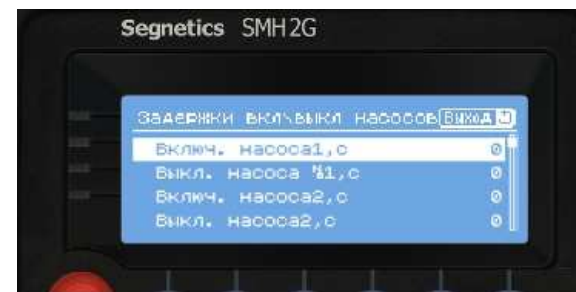 Segnetics SMH2G
Задержки вкл\выкл насосов Выход
Включ. насоса1,с 0
Выкл. насоса №1,с 0
Включ. насоса2,с 0
Выкл. насоса2,с 0